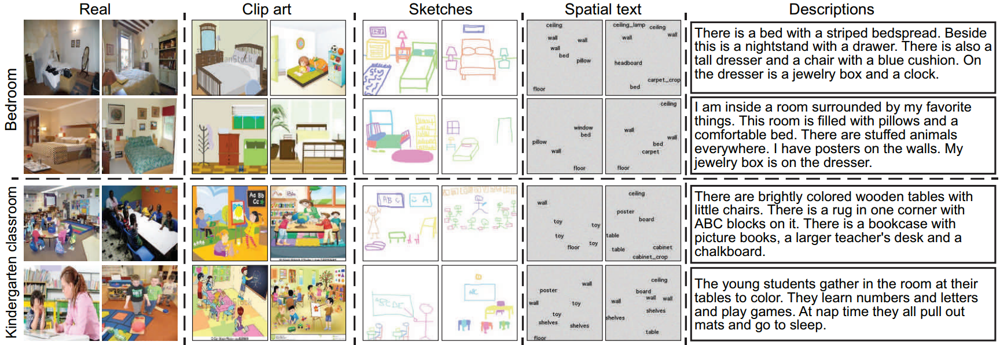 Real
Clip art
Sketches
Spatial text
Descriptions
Bedroom
ceiling
wall
wall
wall
bed
pillow
floor
ceiling_lamp
ceiling
wall
wall
headboard
carpet_crop
bed
There is a bed with a striped bedspread. Beside
this is a nightstand with a drawer. There is also a
tall dresser and a chair with a blue cushion. On
the dresser is a jewelry box and a clock.
window
bed
pillow
wall
floor
ceiling
wall
wall
bed
carpet
floor
I am inside a room surrounded by my favorite
things. This room is filled with pillows and a
comfortable bed. There are stuffed animals
everywhere. I have posters on the walls. My
jewelry box is on the dresser.
Kindergarten classroom
Aa Bb
Cc
Aa
Bb
AB C
A
wall
toy
toy
toy
toy
floor
ceiling
poster
board
table
table
cabinet
cabinet_crop
There are brightly colored wooden tables with
little chairs. There is a rug in one corner with
ABC blocks on it. There is a bookcase with
picture books, a larger teacher's desk and a
chalkboard.
ABC
wall
poster
wall
toy
toy
shelves
shelves
floor
ceiling
board
wall
wall
wall
shelves
shelves
table
The young students gather in the room at their
tables to color. They learn numbers and letters
and play games. At nap time they all pull out
mats and go to sleep.